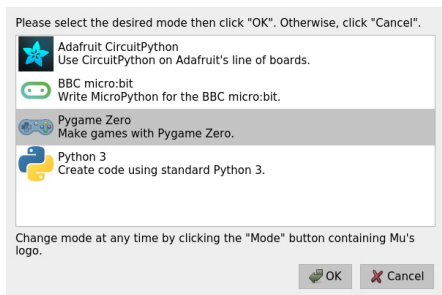 Please select the desired mode then click "OK". Otherwise, click "Cancel".
Adafruit CircuitPython
Use CircuitPython on Adafruit's line of boards.
BBC micro:bit
Write MicroPython for the BBC micro:bit.
Pygame Zero
Make games with Pygame Zero.
Python 3
Create code using standard Python 3.
Change mode at any time by clicking the "Mode" button containing Mu's
logo.
OK Cancel